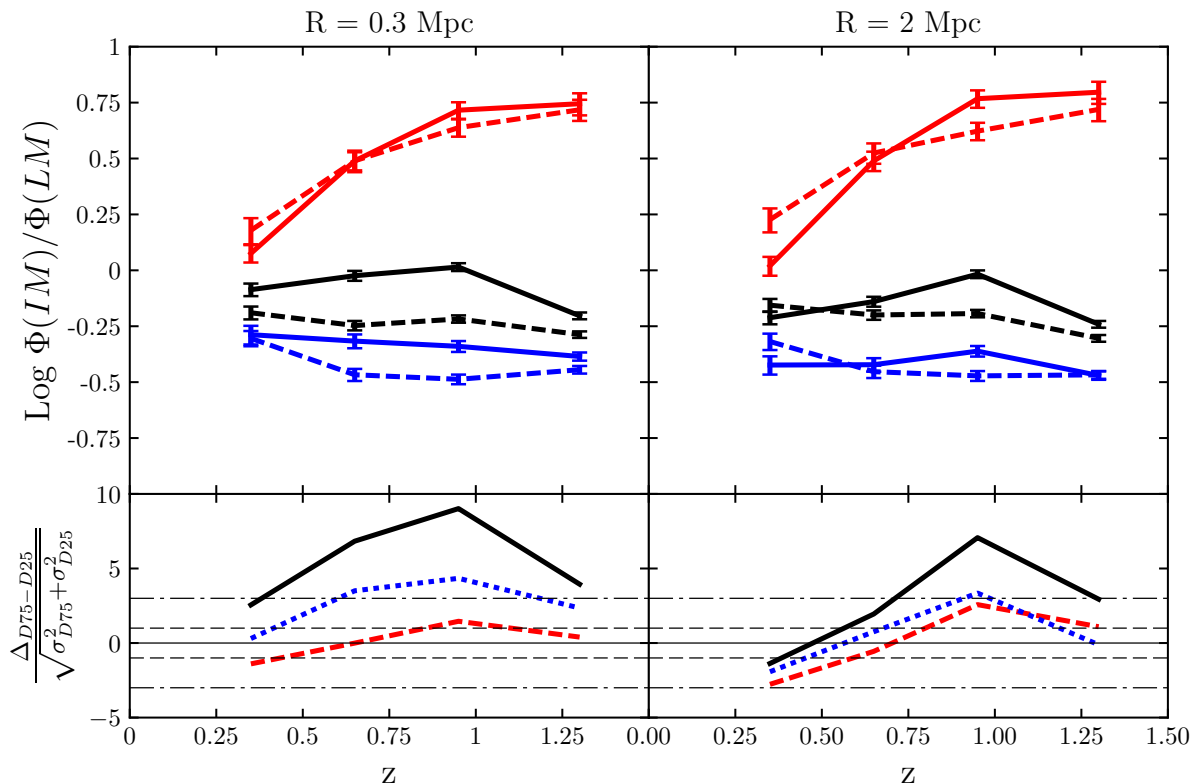 R = 0.3 Mpc
R = 2 Mpc
Log Φ(IM)/Φ(LM)
1
0.75
0.5
0.25
0
-0.25
-0.5
-0.75
10
5
0
−5
Δ_{D75−D25} / √(σ²_{D75}+σ²_{D25})
0 0.25 0.5 0.75 1 1.25 0.00 0.25 0.50 0.75 1.00 1.25 1.50
z
z